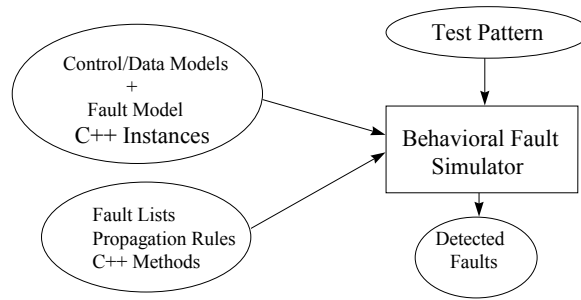 Control/Data Models
+
Fault Model
C++ Instances
Fault Lists
Propagation Rules
C++ Methods
Test Pattern
Behavioral Fault
Simulator
Detected
Faults